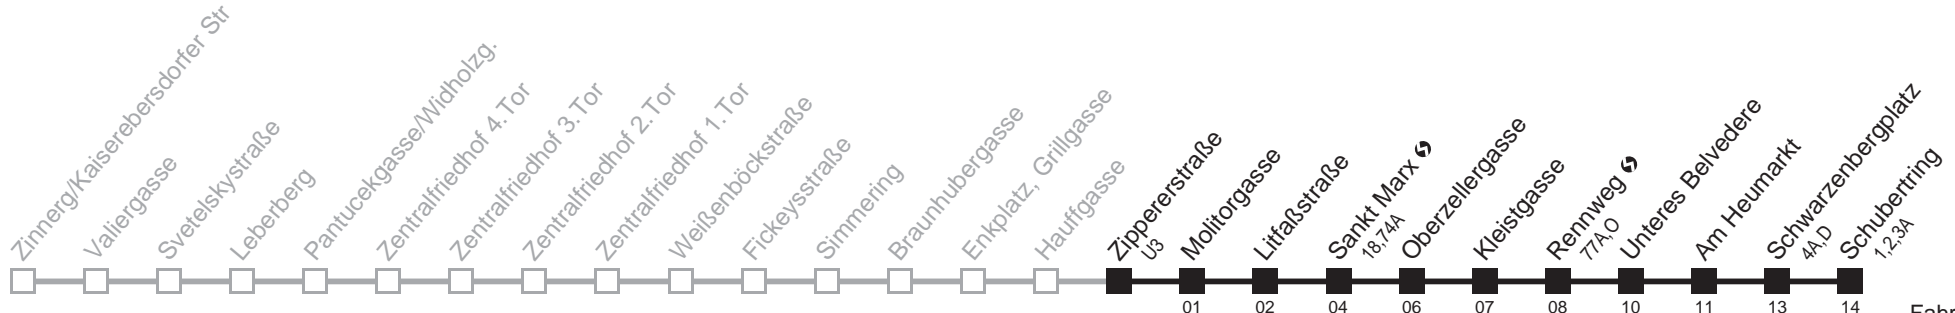 Zinnerg/Kaiserebersdorfer Str
Valiergasse
Svetelskystraße
Leberberg
Pantucekgasse/Widholzg.
Zentralfriedhof 4.Tor
Zentralfriedhof 3.Tor
Zentralfriedhof 2.Tor
Zentralfriedhof 1.Tor
Weißenböckstraße
Fickeysstraße
Simmering
Braunhubergasse
Enkplatz, Grillgasse
Hauffgasse
Zippererstraße
U3
Molitorgasse
Litfaßstraße
Sankt Marx
18,74A
Oberzellergasse
Kleistgasse
Rennweg
77A,O
Unteres Belvedere
Am Heumarkt
Schwarzenbergplatz
4A,D
Schubertring
1,2,3A
01 02 04 06 07 08 10 11 13 14